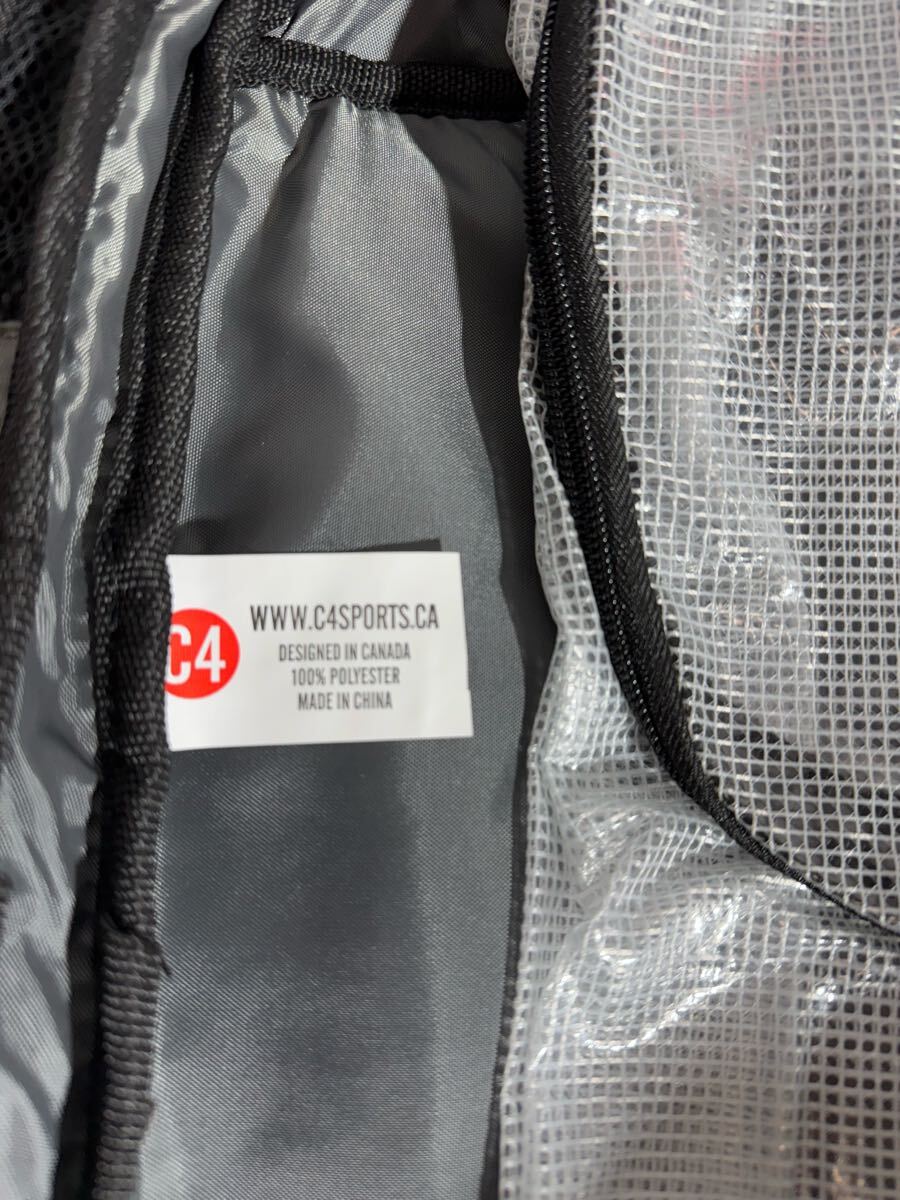 C4
WWW.C4SPORTS.CA
DESIGNED IN CANADA
100% POLYESTER
MADE IN CHINA